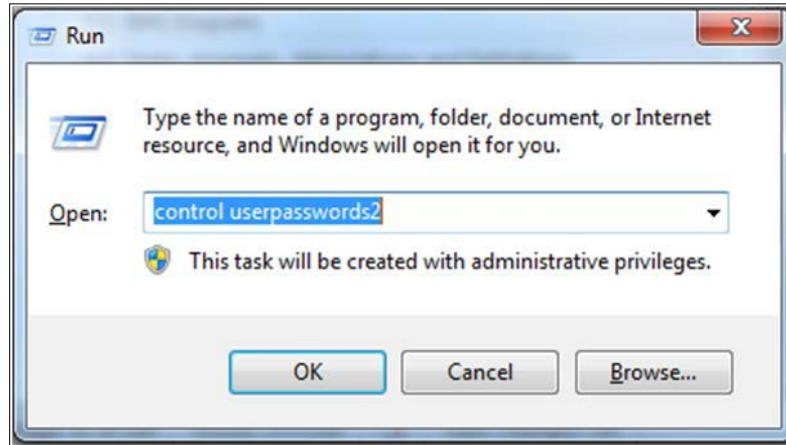 Run
Type the name of a program, folder, document, or Internet
resource, and Windows will open it for you.
Open: control userpasswords2
This task will be created with administrative privileges.
OK Cancel Browse...